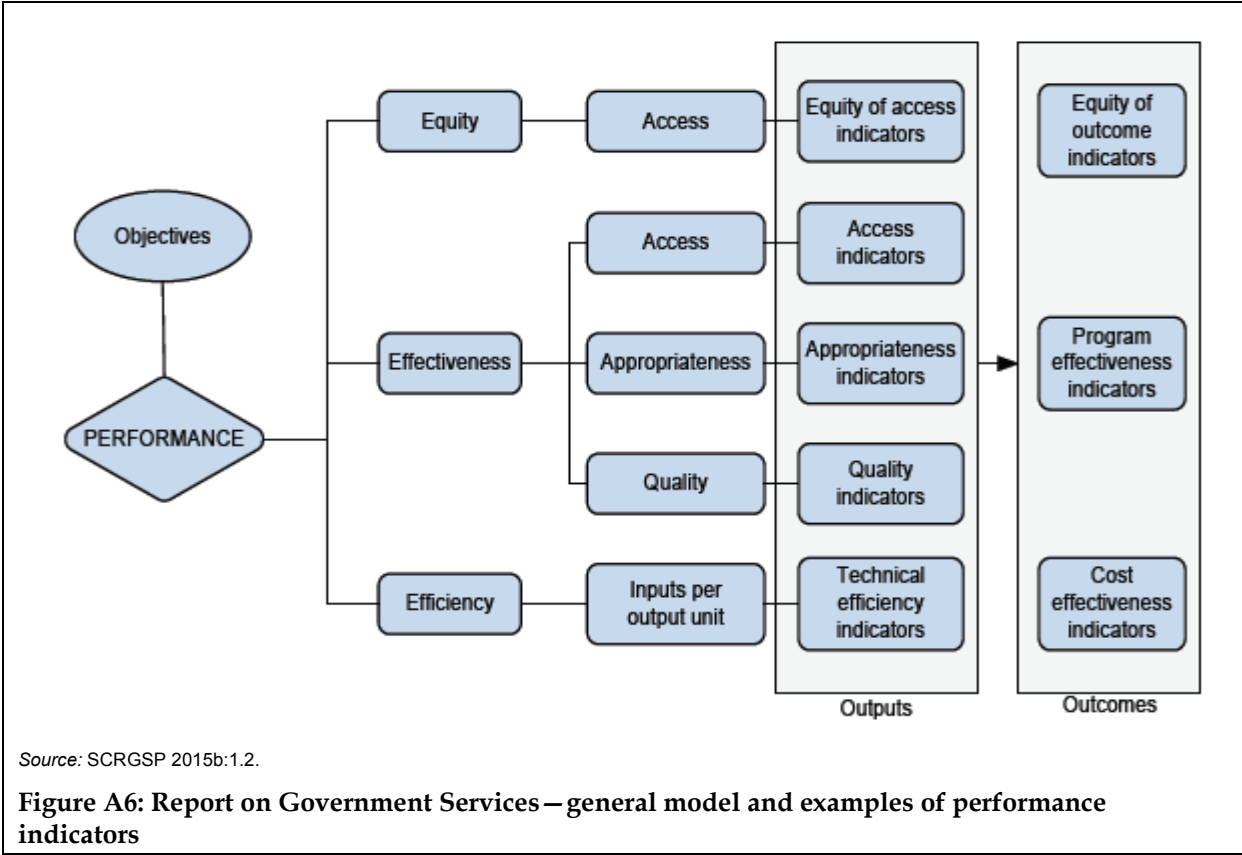 Equity
Access
Equity of access
indicators
Equity of
outcome
indicators
Objectives
Access
Access
indicators
Effectiveness
Appropriateness
Appropriateness
indicators
Program
effectiveness
indicators
PERFORMANCE
Quality
Quality
indicators
Efficiency
Inputs per
output unit
Technical
efficiency
indicators
Cost
effectiveness
indicators
Outputs
Outcomes
Source: SCRGSP 2015b:1.2.
Figure A6: Report on Government Services—general model and examples of performance
indicators